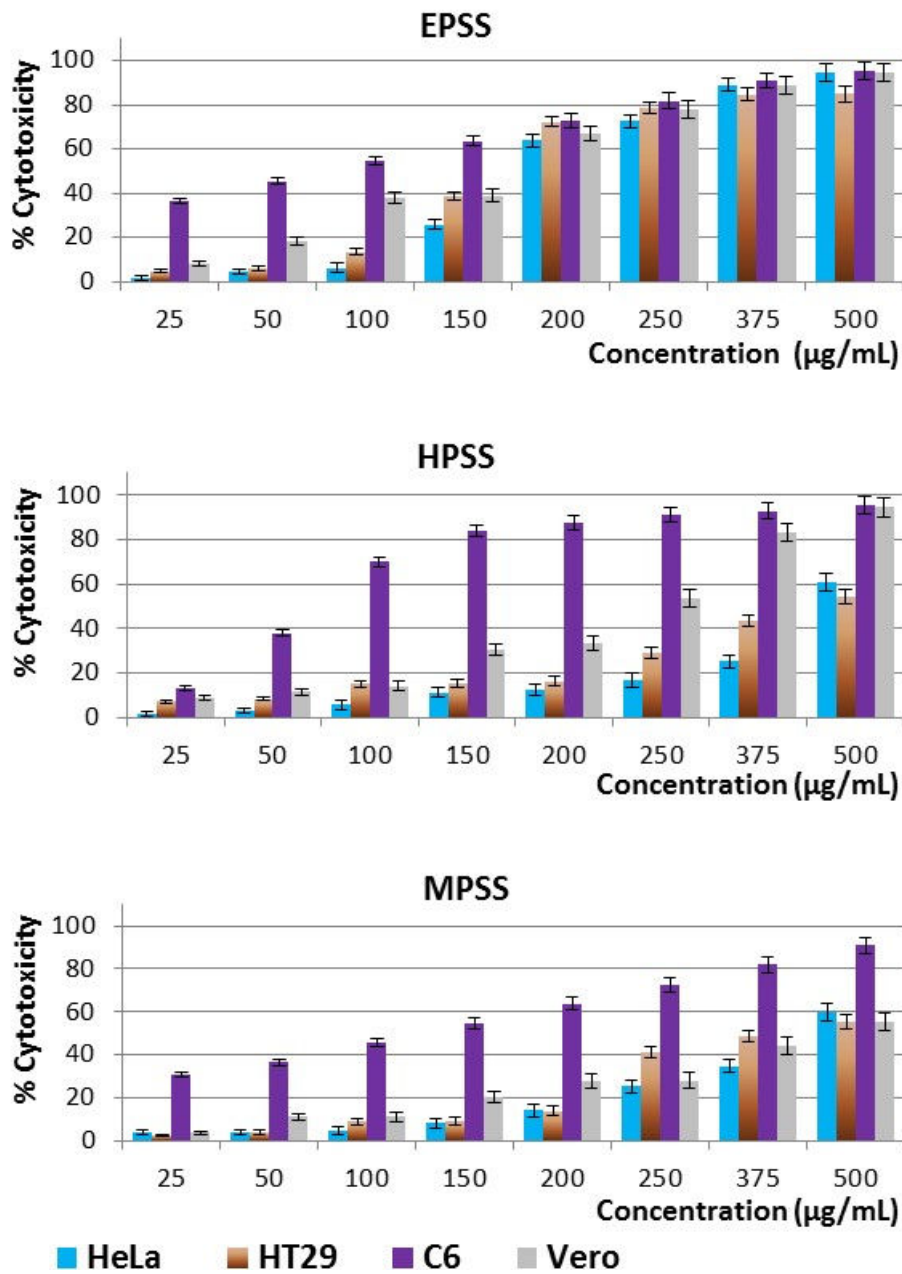 EPSS
% Cytotoxicity
100
80
60
40
20
0
25 50 100 150 200 250 375 500
Concentration (µg/mL)
HPSS
% Cytotoxicity
100
80
60
40
20
0
25 50 100 150 200 250 375 500
Concentration (µg/mL)
MPSS
% Cytotoxicity
100
80
60
40
20
0
25 50 100 150 200 250 375 500
Concentration (µg/mL)
HeLa HT29 C6 Vero